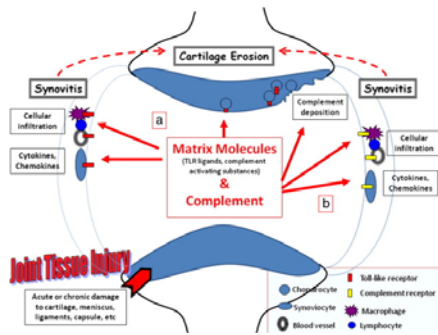 Cartilage Erosion
Synovitis
Synovitis
Cellular
infiltration
a
Complement
deposition
Matrix Molecules
(TLR ligands, complement
activating substances)
&
Complement
Cellular
infiltration
Cytokines,
Chemokines
Cytokines,
Chemokines
b
Joint Tissue Injury
Acute or chronic damage
to cartilage, meniscus,
ligaments, capsule, etc
Chondrocyte
Synoviocyte
Blood vessel
Toll-like receptor
Complement receptor
Macrophage
Lymphocyte